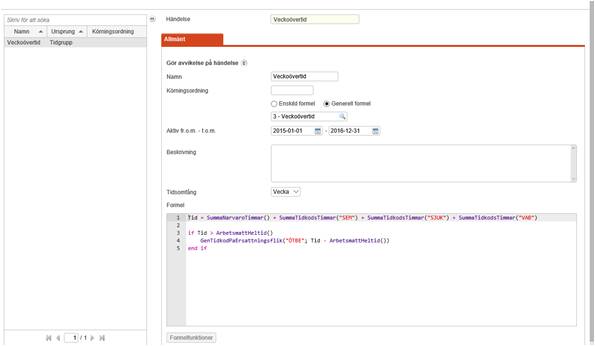 Skriv för att söka
Namn Ursprung Körningsordning
Veckoövertid Tidgrupp
1 / 1
Händelse Veckoövertid
Allmänt
Gör avvikelse på händelse
Namn Veckoövertid
Körningsordning
Enskild formel Generell formel
3 - Veckoövertid
Aktiv fr.o.m. - t.o.m. 2015-01-01 - 2016-12-31
Beskrivning
Tidsomfång Vecka
Formel
1 Tid = SummaNarvaroTimmar() + SummaTidkodsTimmar("SEM") + SummaTidkodsTimmar("SJUK") + SummaTidkodsTimmar("VAB")
2
3 if Tid > ArbetsmattHeltid()
4 GenTidkodPaErsattningsflik("ÖTBE"; Tid - ArbetsmattHeltid())
5 end if
Formelfunktioner